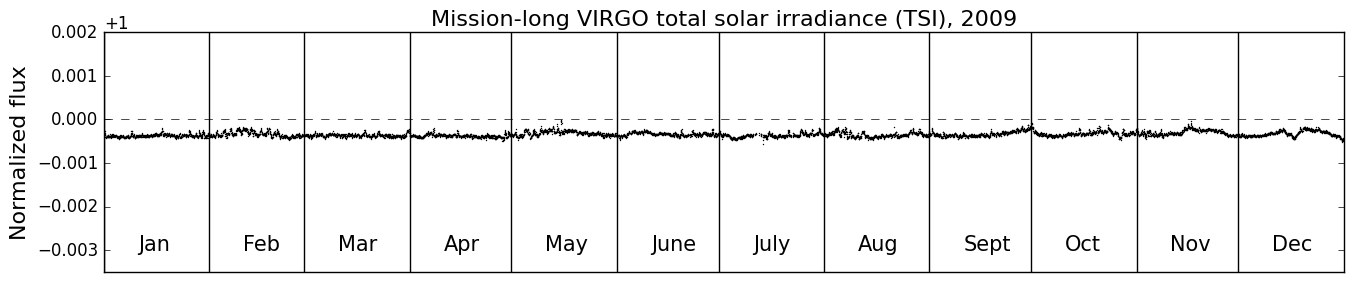 Mission-long VIRGO total solar irradiance (TSI), 2009
+1
0.002
0.001
0.000
−0.001
−0.002
−0.003
Normalized flux
Jan Feb Mar Apr May June July Aug Sept Oct Nov Dec